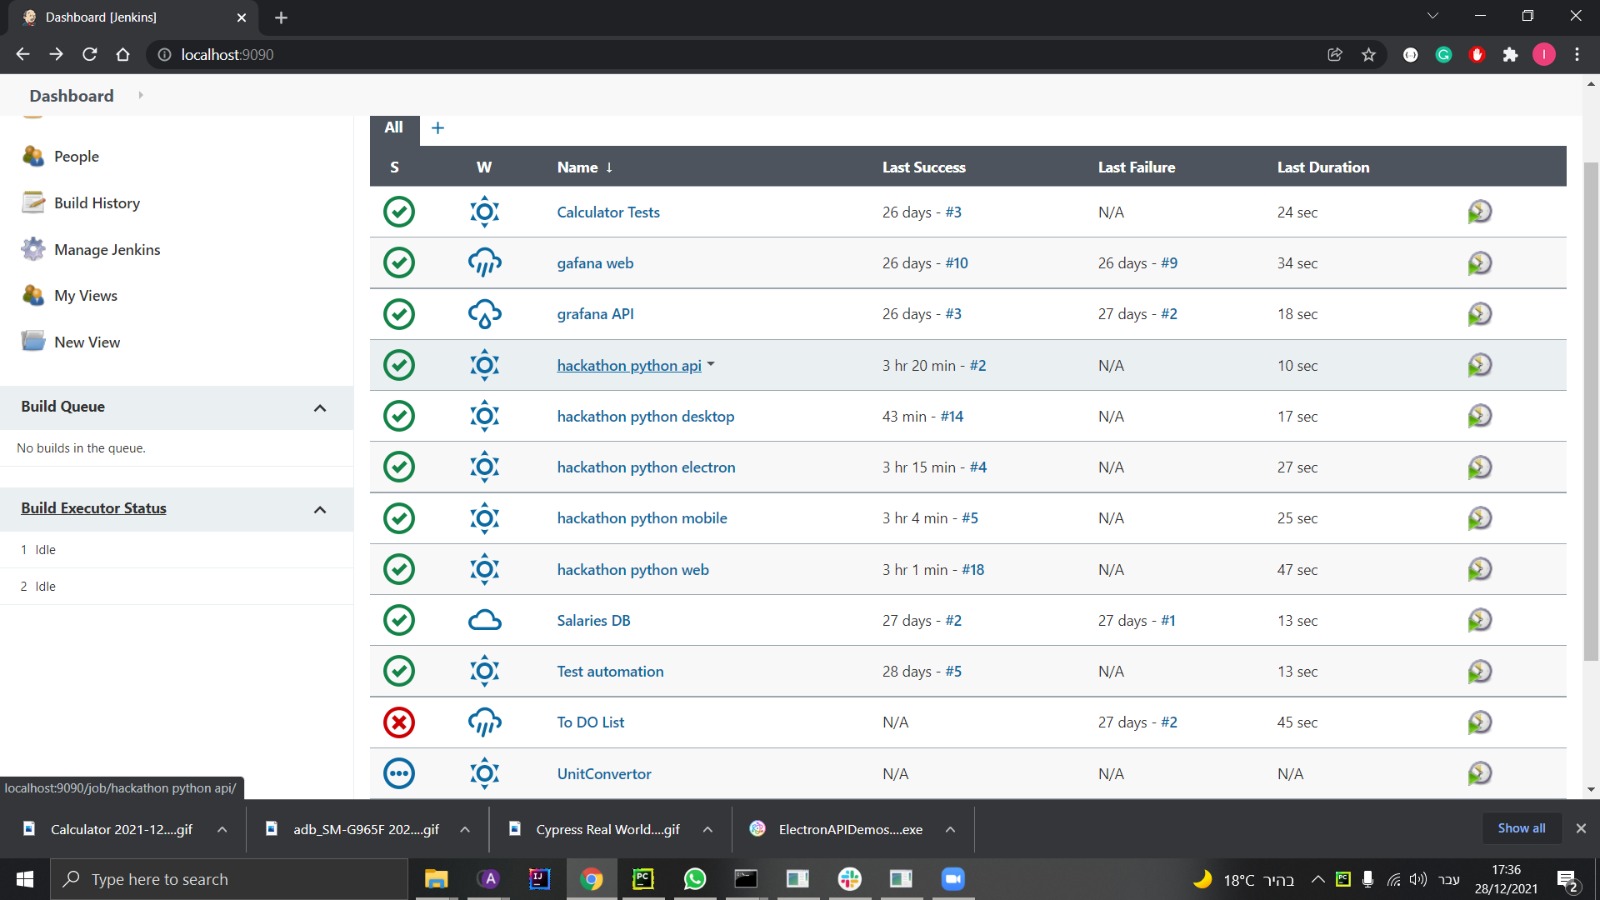 Dashboard [Jenkins]
localhost:9090
I
Dashboard
People
Build History
Manage Jenkins
My Views
New View
Build Queue
No builds in the queue.
Build Executor Status
1 Idle
2 Idle
All +
S W Name ↓ Last Success Last Failure Last Duration
Calculator Tests 26 days - #3 N/A 24 sec
gafana web 26 days - #10 26 days - #9 34 sec
grafana API 26 days - #3 27 days - #2 18 sec
hackathon python api 3 hr 20 min - #2 N/A 10 sec
hackathon python desktop 43 min - #14 N/A 17 sec
hackathon python electron 3 hr 15 min - #4 N/A 27 sec
hackathon python mobile 3 hr 4 min - #5 N/A 25 sec
hackathon python web 3 hr 1 min - #18 N/A 47 sec
Salaries DB 27 days - #2 27 days - #1 13 sec
Test automation 28 days - #5 N/A 13 sec
To DO List N/A 27 days - #2 45 sec
UnitConvertor N/A N/A N/A
localhost:9090/job/hackathon python api/
Calculator 2021-12....gif
adb_SM-G965F 202....gif
Cypress Real World....gif
ElectronAPIDemos....exe
Show all
Type here to search
A
IJ
PC
18°C בהיר
PC
עבר
17:36
28/12/2021
2